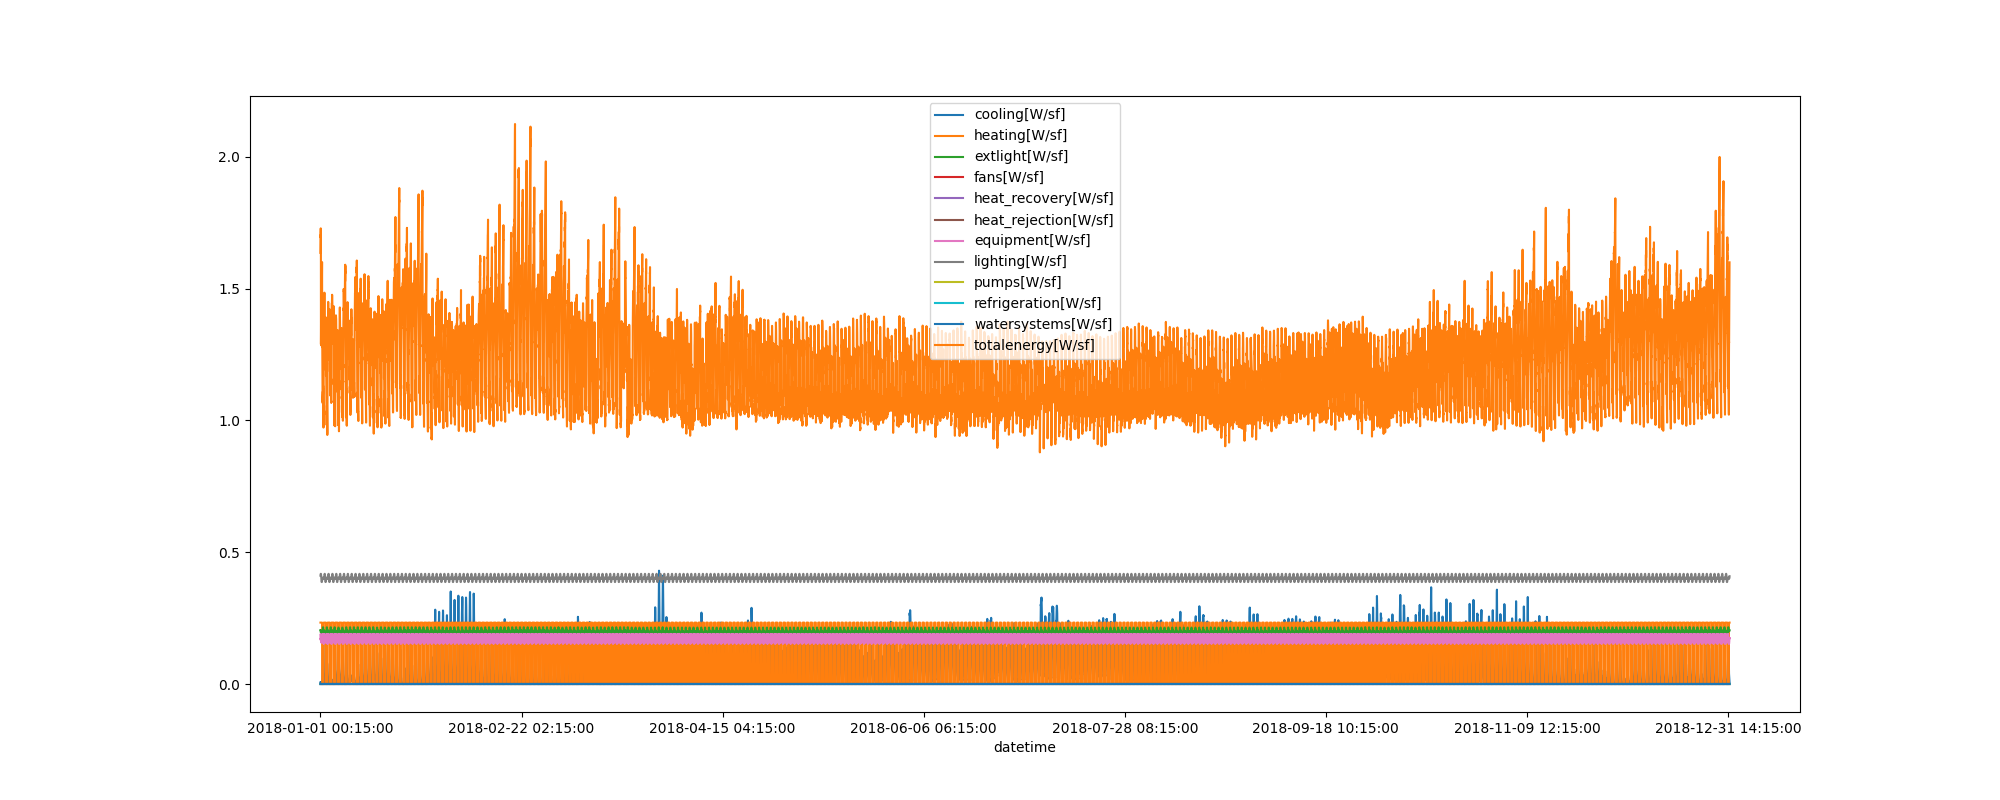 cooling[W/sf]
heating[W/sf]
extlight[W/sf]
fans[W/sf]
heat_recovery[W/sf]
heat_rejection[W/sf]
equipment[W/sf]
lighting[W/sf]
pumps[W/sf]
refrigeration[W/sf]
watersystems[W/sf]
totalenergy[W/sf]
2.0
1.5
1.0
0.5
0.0
2018-01-01 00:15:00 2018-02-22 02:15:00 2018-04-15 04:15:00 2018-06-06 06:15:00 2018-07-28 08:15:00 2018-09-18 10:15:00 2018-11-09 12:15:00 2018-12-31 14:15:00
datetime